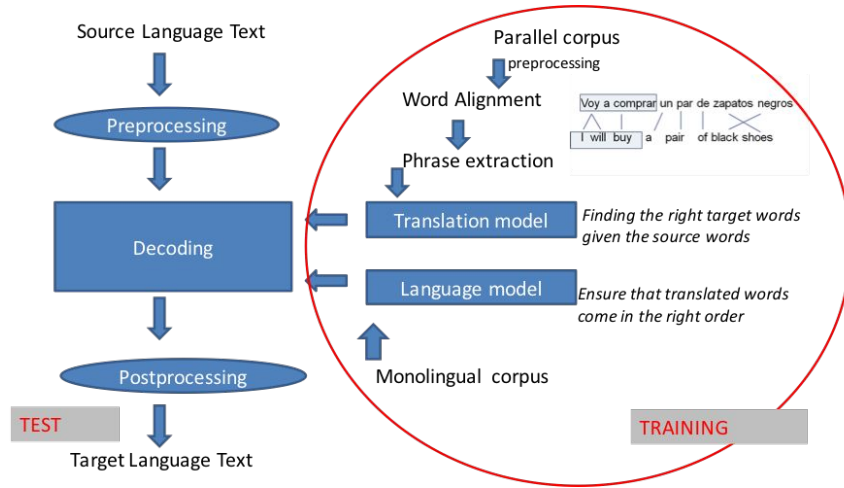 Source Language Text
Preprocessing
Decoding
Postprocessing
TEST
Target Language Text
Parallel corpus
preprocessing
Word Alignment
Voy a comprar un par de zapatos negros
I will buy a pair of black shoes
Phrase extraction
Translation model
Finding the right target words
given the source words
Language model
Ensure that translated words
come in the right order
Monolingual corpus
TRAINING